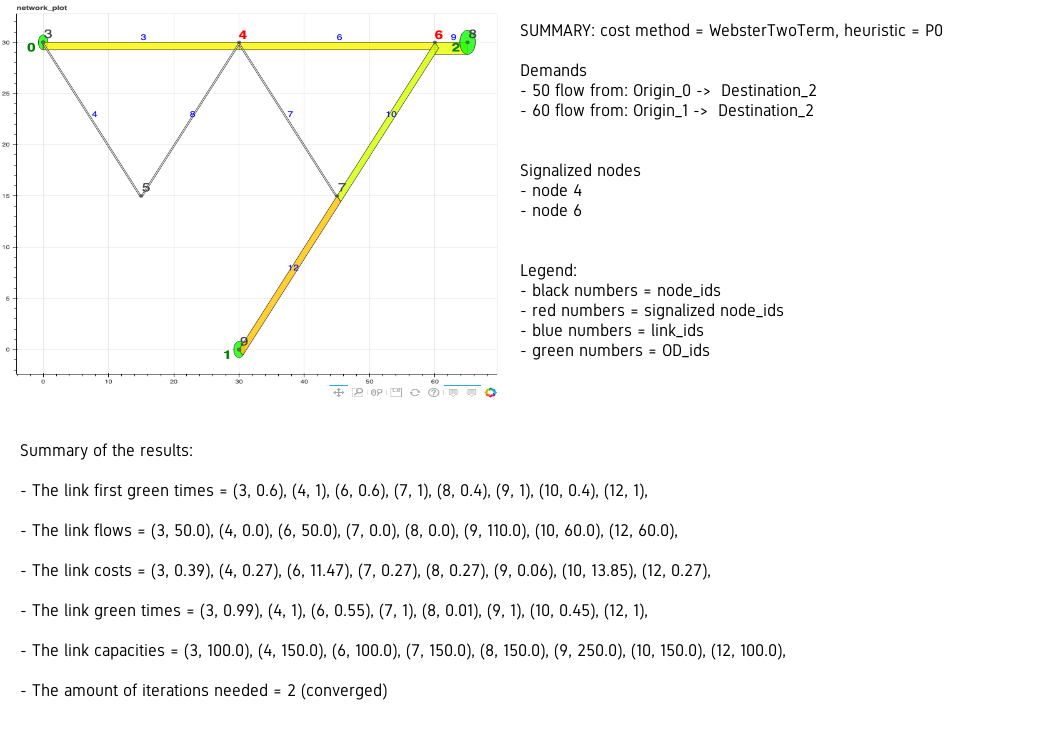 network_plot
3
3
4
6
6
9
8
0
2
30
25
4
8
7
10
20
5
7
15
10
12
5
9
1
0
0 10 20 30 40 50 60
SUMMARY: cost method = WebsterTwoTerm, heuristic = P0
Demands
- 50 flow from: Origin_0 -> Destination_2
- 60 flow from: Origin_1 -> Destination_2
Signalized nodes
- node 4
- node 6
Legend:
- black numbers = node_ids
- red numbers = signalized node_ids
- blue numbers = link_ids
- green numbers = OD_ids
Summary of the results:
- The link first green times = (3, 0.6), (4, 1), (6, 0.6), (7, 1), (8, 0.4), (9, 1), (10, 0.4), (12, 1),
- The link flows = (3, 50.0), (4, 0.0), (6, 50.0), (7, 0.0), (8, 0.0), (9, 110.0), (10, 60.0), (12, 60.0),
- The link costs = (3, 0.39), (4, 0.27), (6, 11.47), (7, 0.27), (8, 0.27), (9, 0.06), (10, 13.85), (12, 0.27),
- The link green times = (3, 0.99), (4, 1), (6, 0.55), (7, 1), (8, 0.01), (9, 1), (10, 0.45), (12, 1),
- The link capacities = (3, 100.0), (4, 150.0), (6, 100.0), (7, 150.0), (8, 150.0), (9, 250.0), (10, 150.0), (12, 100.0),
- The amount of iterations needed = 2 (converged)